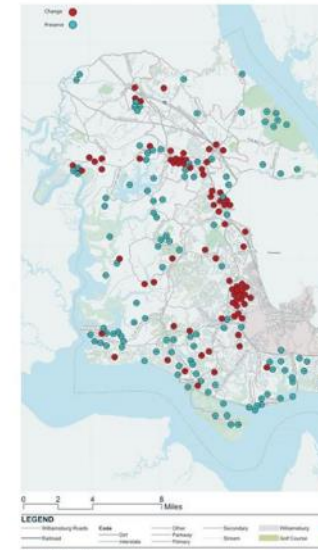 Change
Preserve
0 2 4 8
Miles
LEGEND
Williamsburg Roads Code Other Secondary Williamsburg
Railroad Dirt Parkway Stream Golf Course
Interstate Primary